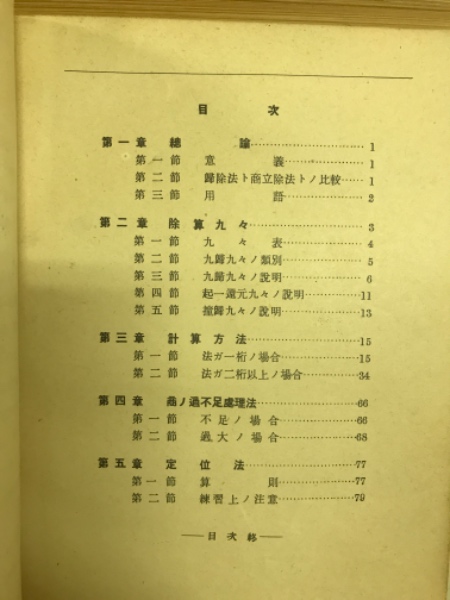 目次
第一章 總論……………………1
第一節 意義……………………1
第二節 歸除法ト商立除法トノ比較……1
第三節 用語……………………2
第二章 除算九々……………………3
第一節 九々表……………………4
第二節 九歸九々ノ類別……………5
第三節 九歸九々ノ說明……………6
第四節 起一還元九々ノ說明…………11
第五節 撞歸九々ノ說明……………13
第三章 計算方法……………………15
第一節 法ガ一桁ノ場合……………15
第二節 法ガ二桁以上ノ場合…………34
第四章 商ノ過不足處理法……………66
第一節 不足ノ場合………………66
第二節 過大ノ場合………………68
第五章 定位法……………………77
第一節 算則……………………77
第二節 練習上ノ注意………………79
——目次終——